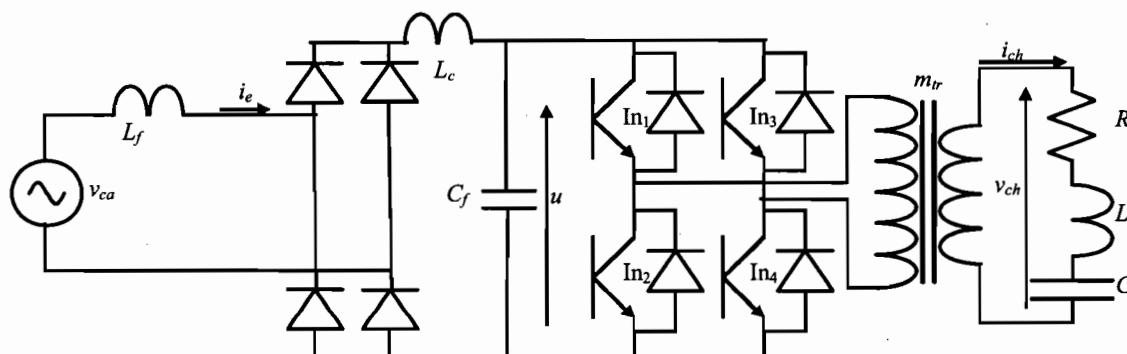 L_c
i_ch
m_tr
i_e
In_1
In_3
R
L_f
v_ca
C_f
u
v_ch
L
In_2
In_4
C